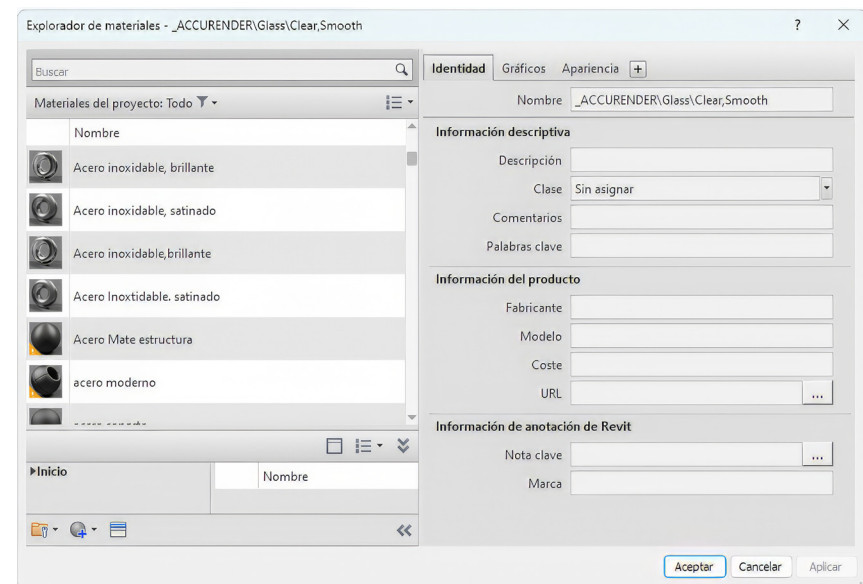 Explorador de materiales - _ACCURENDER\Glass\Clear,Smooth
Buscar
Materiales del proyecto: Todo
Nombre
Acero inoxidable, brillante
Acero inoxidable, satinado
Acero inoxidable,brillante
Acero Inoxtidable. satinado
Acero Mate estructura
acero moderno
Inicio
Nombre
Identidad Gráficos Apariencia
Nombre _ACCURENDER\Glass\Clear,Smooth
Información descriptiva
Descripción
Clase Sin asignar
Comentarios
Palabras clave
Información del producto
Fabricante
Modelo
Coste
URL ...
Información de anotación de Revit
Nota clave ...
Marca
Aceptar Cancelar Aplicar